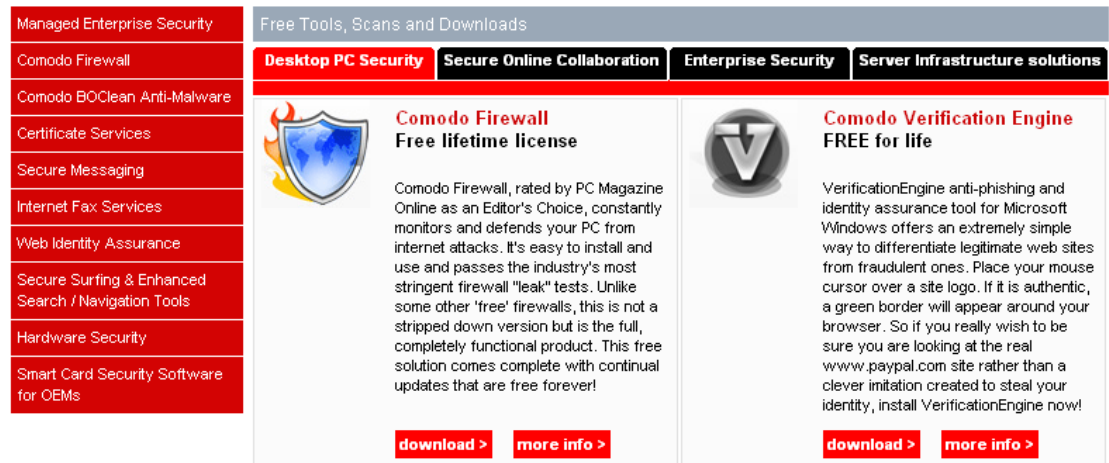 Managed Enterprise Security
Comodo Firewall
Comodo BOClean Anti-Malware
Certificate Services
Secure Messaging
Internet Fax Services
Web Identity Assurance
Secure Surfing & Enhanced
Search / Navigation Tools
Hardware Security
Smart Card Security Software
for OEMs
Free Tools, Scans and Downloads
Desktop PC Security
Secure Online Collaboration
Enterprise Security
Server Infrastructure solutions
Comodo Firewall
Free lifetime license
Comodo Firewall, rated by PC Magazine
Online as an Editor's Choice, constantly
monitors and defends your PC from
internet attacks. It's easy to install and
use and passes the industry's most
stringent firewall "leak" tests. Unlike
some other 'free' firewalls, this is not a
stripped down version but is the full,
completely functional product. This free
solution comes complete with continual
updates that are free forever!
download >
more info >
V
Comodo Verification Engine
FREE for life
VerificationEngine anti-phishing and
identity assurance tool for Microsoft
Windows offers an extremely simple
way to differentiate legitimate web sites
from fraudulent ones. Place your mouse
cursor over a site logo. If it is authentic,
a green border will appear around your
browser. So if you really wish to be
sure you are looking at the real
www.paypal.com site rather than a
clever imitation created to steal your
identity, install VerificationEngine now!
download >
more info >